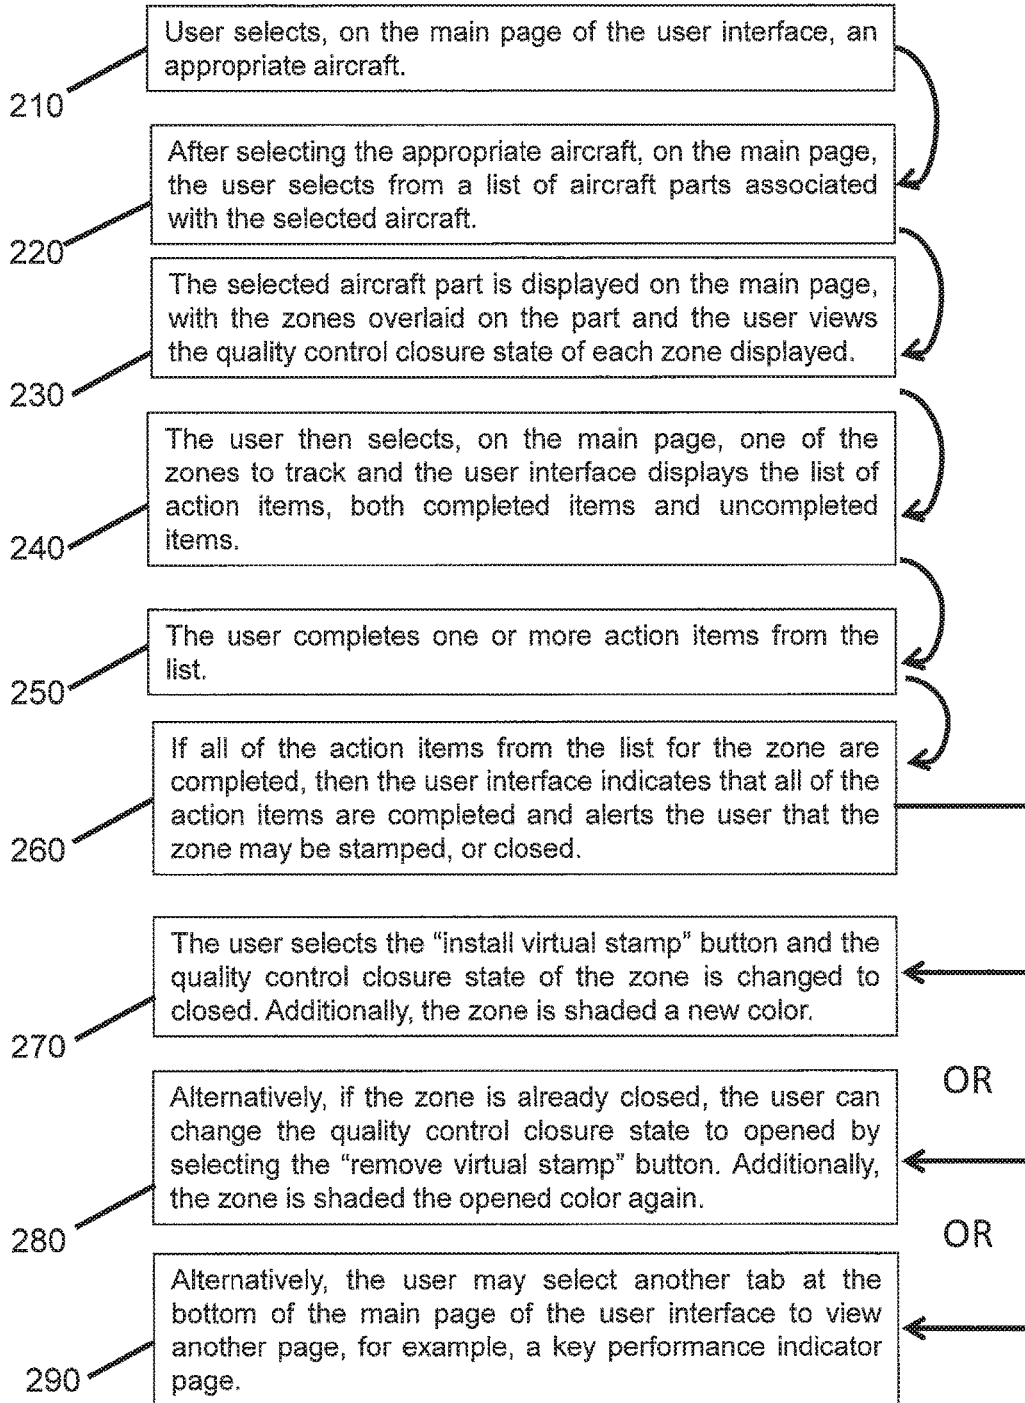 User selects, on the main page of the user interface, an
appropriate aircraft.
210
After selecting the appropriate aircraft, on the main page,
the user selects from a list of aircraft parts associated
with the selected aircraft.
220
The selected aircraft part is displayed on the main page,
with the zones overlaid on the part and the user views
the quality control closure state of each zone displayed.
230
The user then selects, on the main page, one of the
zones to track and the user interface displays the list of
action items, both completed items and uncompleted
items.
240
The user completes one or more action items from the
list.
250
If all of the action items from the list for the zone are
completed, then the user interface indicates that all of the
action items are completed and alerts the user that the
zone may be stamped, or closed.
260
The user selects the “install virtual stamp” button and the
quality control closure state of the zone is changed to
closed. Additionally, the zone is shaded a new color.
270
OR
Alternatively, if the zone is already closed, the user can
change the quality control closure state to opened by
selecting the “remove virtual stamp” button. Additionally,
the zone is shaded the opened color again.
280
OR
Alternatively, the user may select another tab at the
bottom of the main page of the user interface to view
another page, for example, a key performance indicator
page.
290